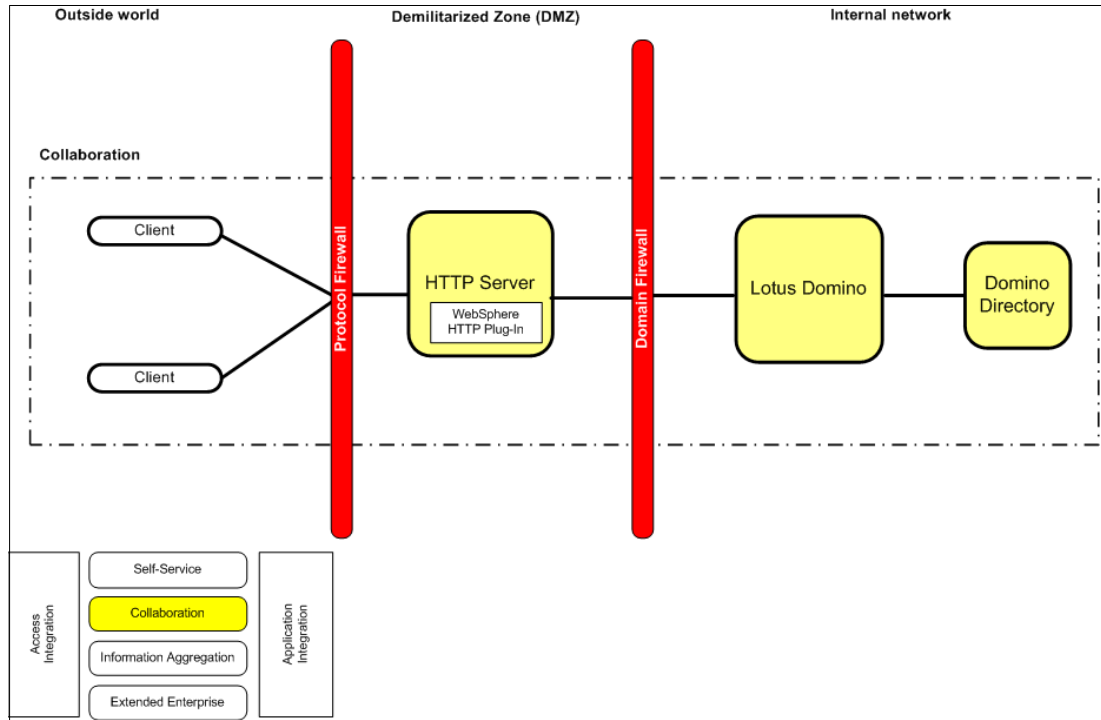 Outside world
Demilitarized Zone (DMZ)
Internal network
Collaboration
Client
Client
Protocol Firewall
HTTP Server
WebSphere
HTTP Plug-In
Domain Firewall
Lotus Domino
Domino
Directory
Access
Integration
Self-Service
Collaboration
Information Aggregation
Extended Enterprise
Application
Integration